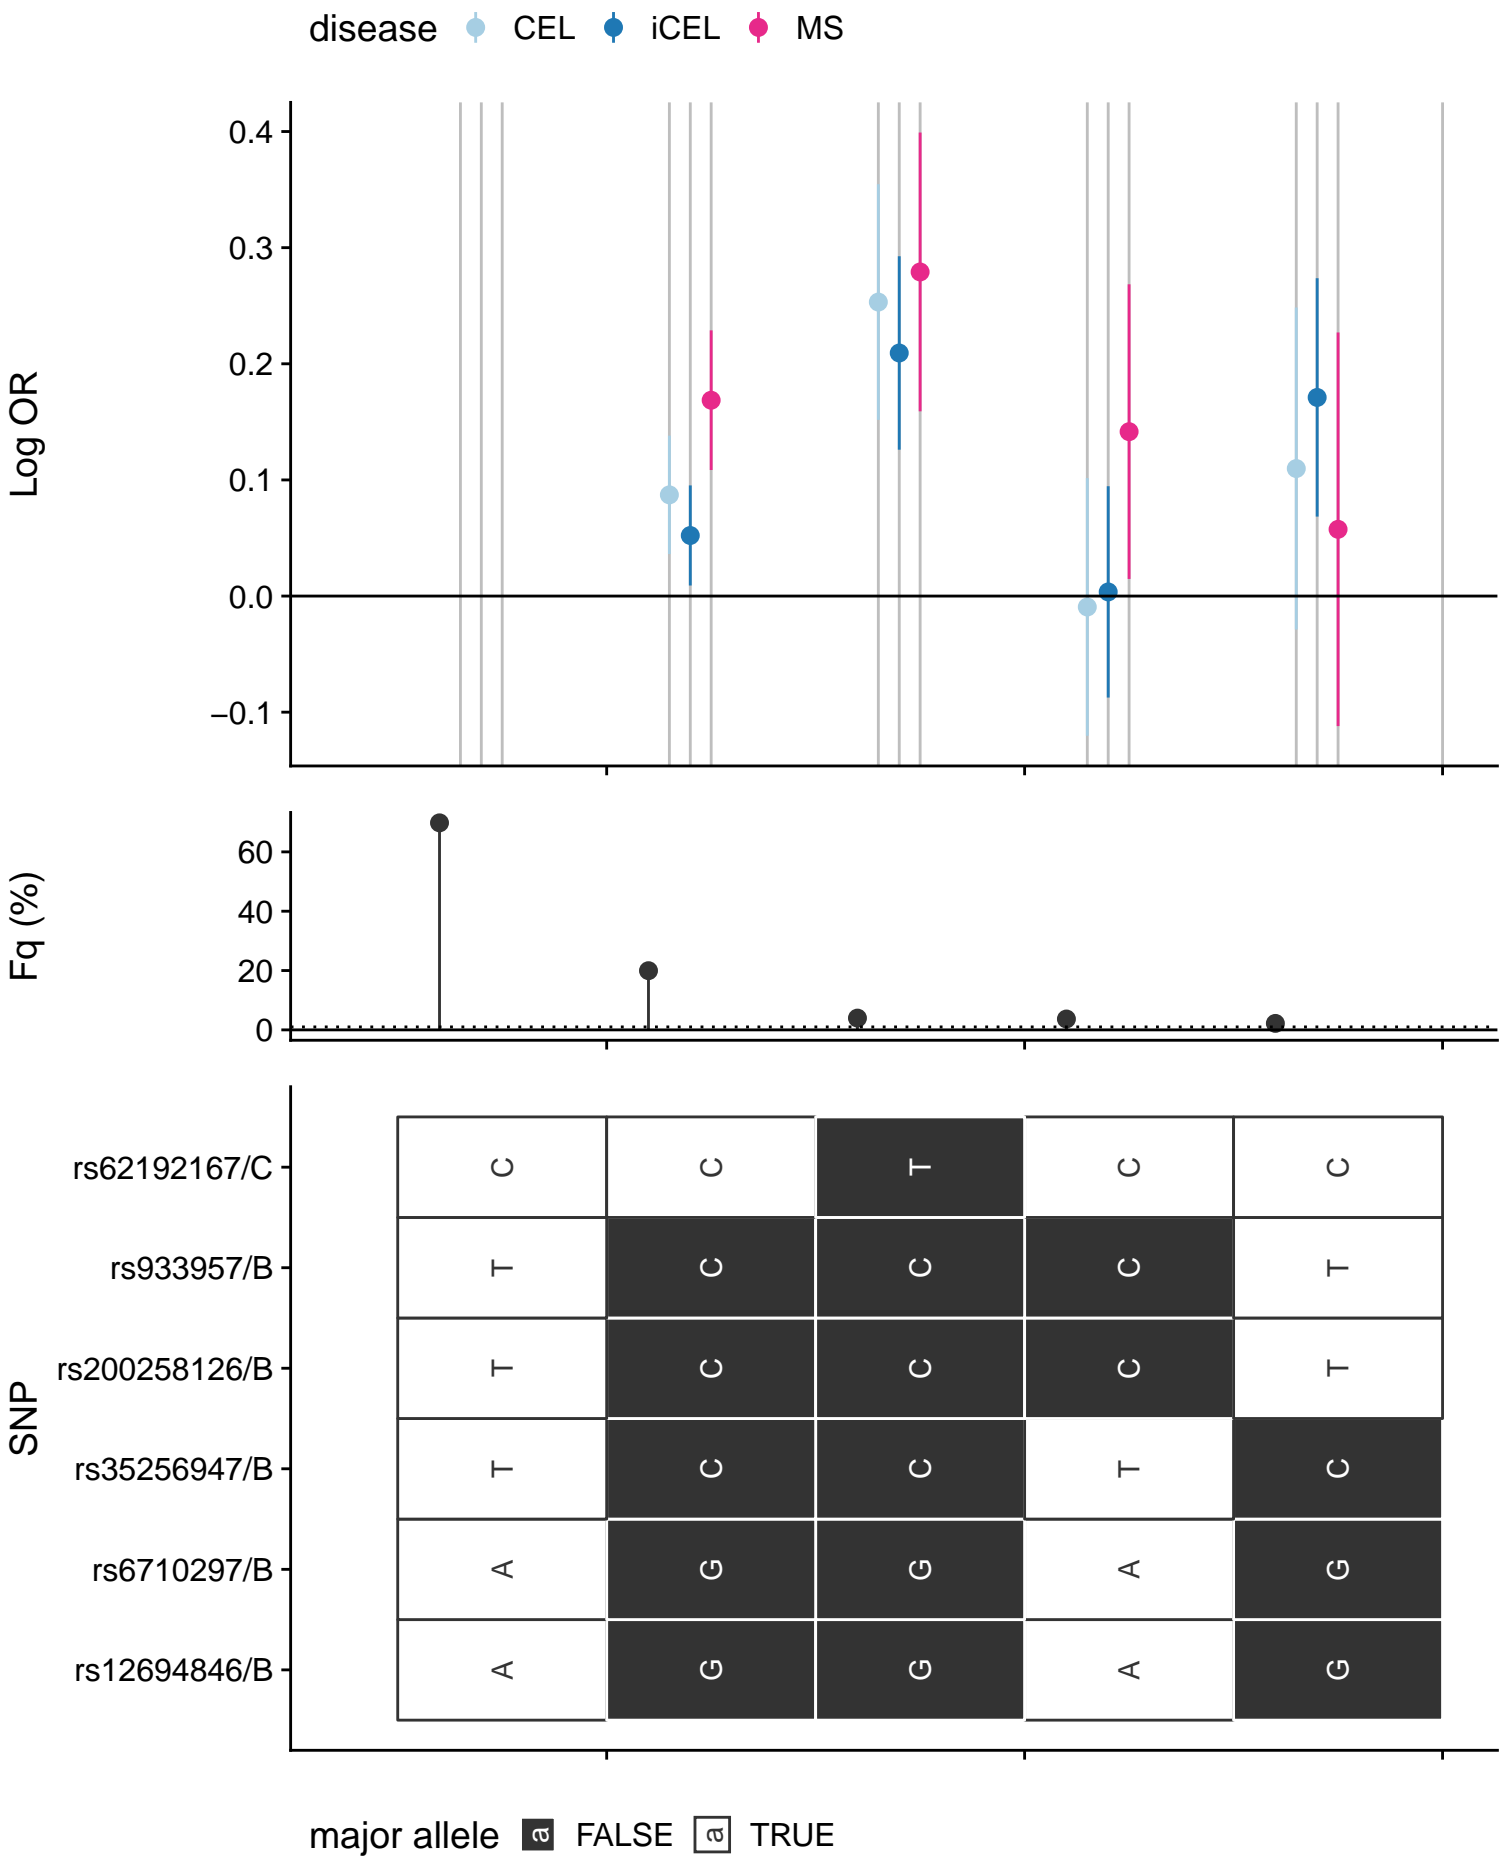 disease CEL iCEL MS
Log OR
0.4
0.3
0.2
0.1
0.0
−0.1
Fq (%)
60
40
20
0
SNP
rs62192167/C C C T C C
rs933957/B T C C C T
rs200258126/B T C C C T
rs35256947/B T C C T C
rs6710297/B A G G A G
rs12694846/B A G G A G
major allele a FALSE a TRUE